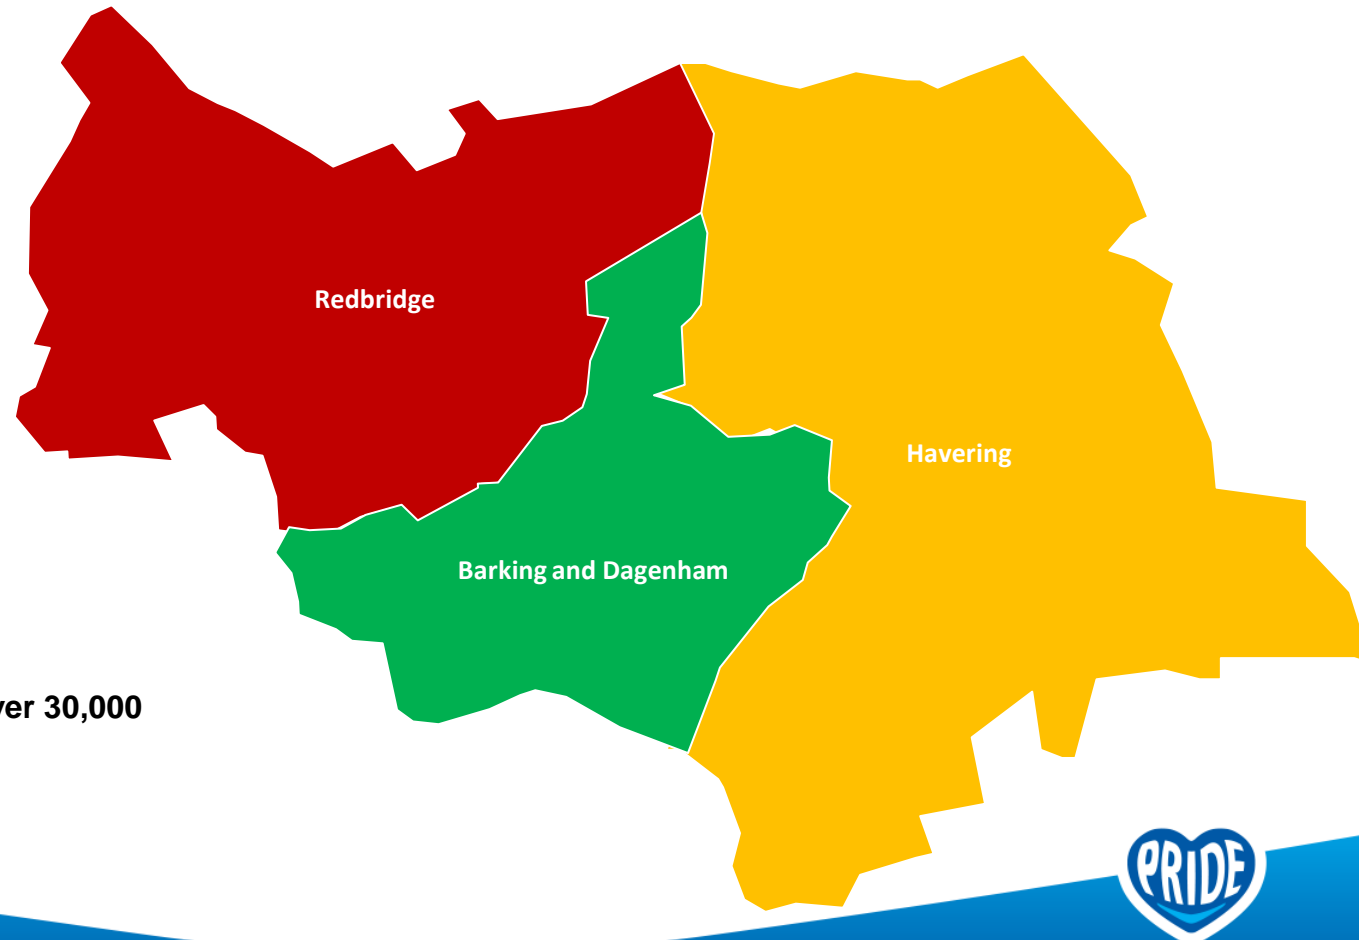 Redbridge
Havering
Barking and Dagenham
ver 30,000
PRIDE